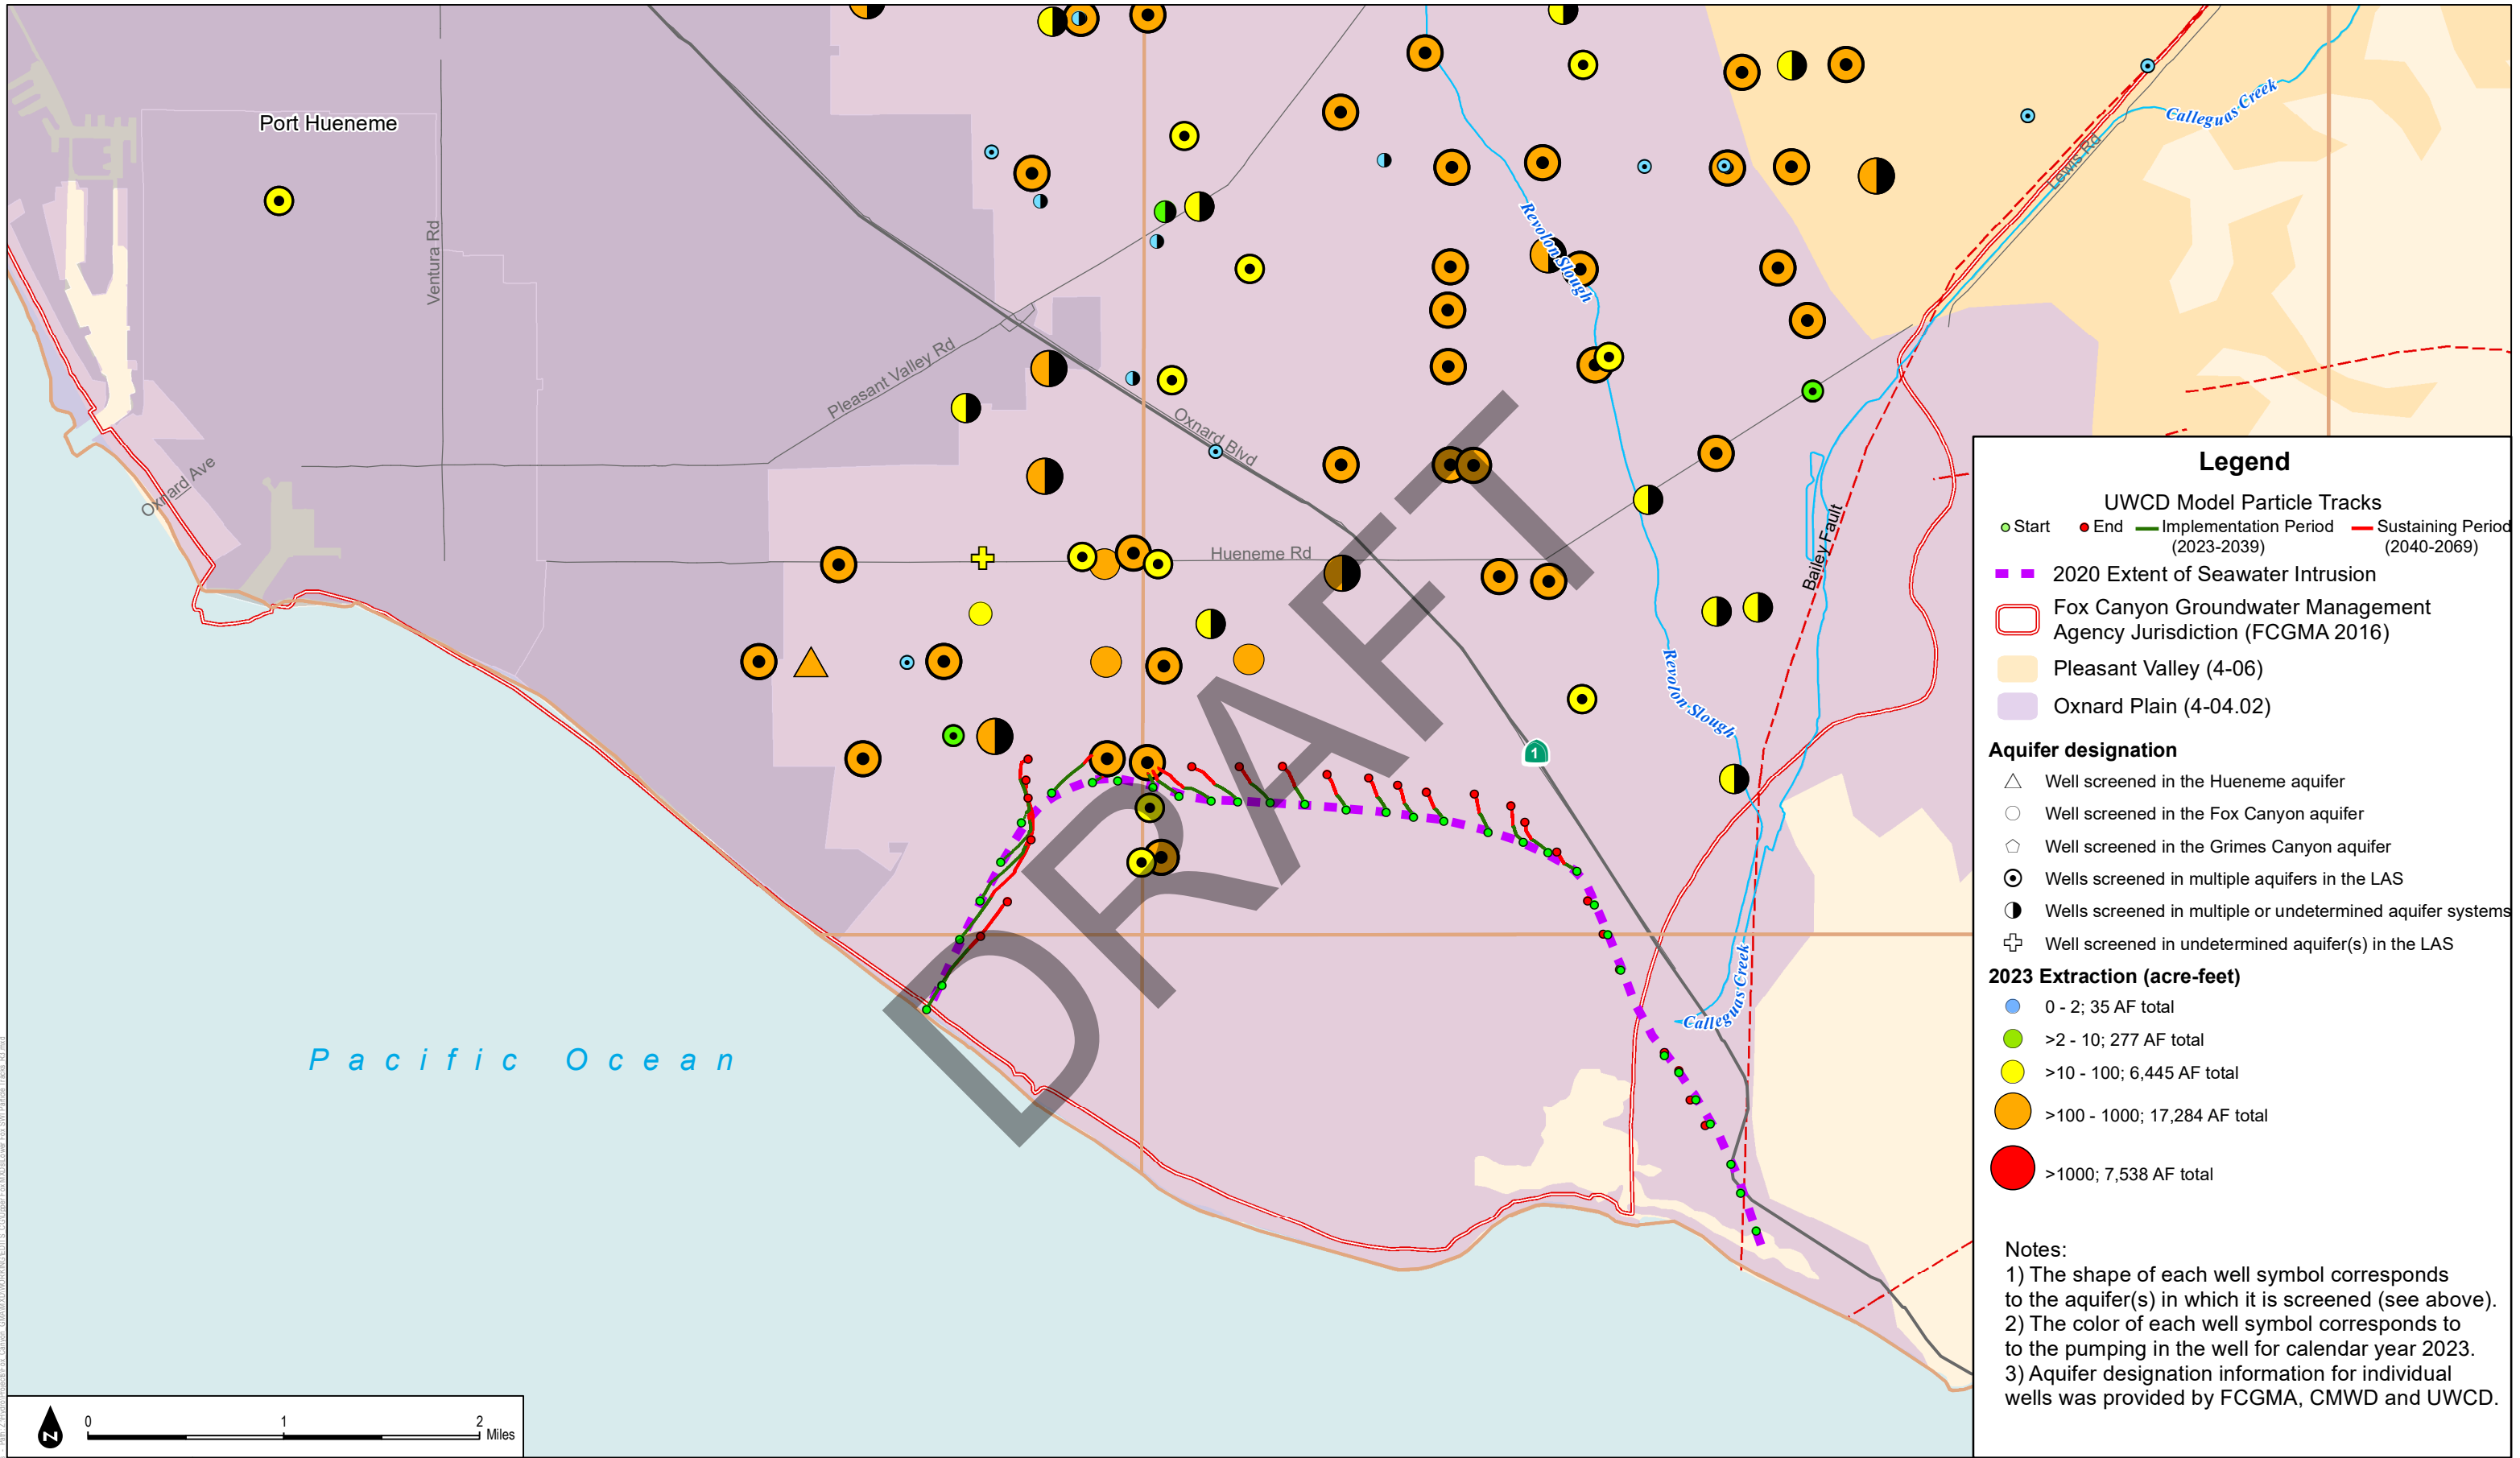 Port Hueneme
Ventura Rd
Pleasant Valley Rd
Oxnard Blvd
Oxnard Ave
Hueneme Rd
Revolon Slough
Revolon Slough
Calleguas Creek
Lewis Rd
Bailey Fault
1
Calleguas Creek
Pacific Ocean
DRAFT
N
0 1 2
Miles
Legend
UWCD Model Particle Tracks
Start End Implementation Period Sustaining Period
(2023-2039) (2040-2069)
2020 Extent of Seawater Intrusion
Fox Canyon Groundwater Management
Agency Jurisdiction (FCGMA 2016)
Pleasant Valley (4-06)
Oxnard Plain (4-04.02)
Aquifer designation
Well screened in the Hueneme aquifer
Well screened in the Fox Canyon aquifer
Well screened in the Grimes Canyon aquifer
Wells screened in multiple aquifers in the LAS
Wells screened in multiple or undetermined aquifer systems
Well screened in undetermined aquifer(s) in the LAS
2023 Extraction (acre-feet)
0 - 2; 35 AF total
>2 - 10; 277 AF total
>10 - 100; 6,445 AF total
>100 - 1000; 17,284 AF total
>1000; 7,538 AF total
Notes:
1) The shape of each well symbol corresponds
to the aquifer(s) in which it is screened (see above).
2) The color of each well symbol corresponds to
to the pumping in the well for calendar year 2023.
3) Aquifer designation information for individual
wells was provided by FCGMA, CMWD and UWCD.